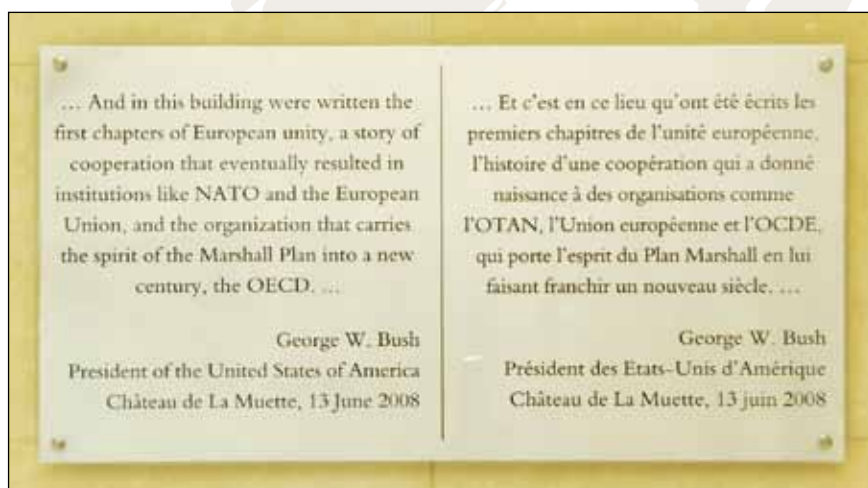 … And in this building were written the
first chapters of European unity, a story of
cooperation that eventually resulted in
institutions like NATO and the European
Union, and the organization that carries
the spirit of the Marshall Plan into a new
century, the OECD. …
George W. Bush
President of the United States of America
Château de La Muette, 13 June 2008
… Et c'est en ce lieu qu'ont été écrits les
premiers chapitres de l'unité européenne,
l'histoire d'une coopération qui a donné
naissance à des organisations comme
l'OTAN, l'Union européenne et l'OCDE,
qui porte l'esprit du Plan Marshall en lui
faisant franchir un nouveau siècle. …
George W. Bush
Président des Etats-Unis d'Amérique
Château de La Muette, 13 juin 2008